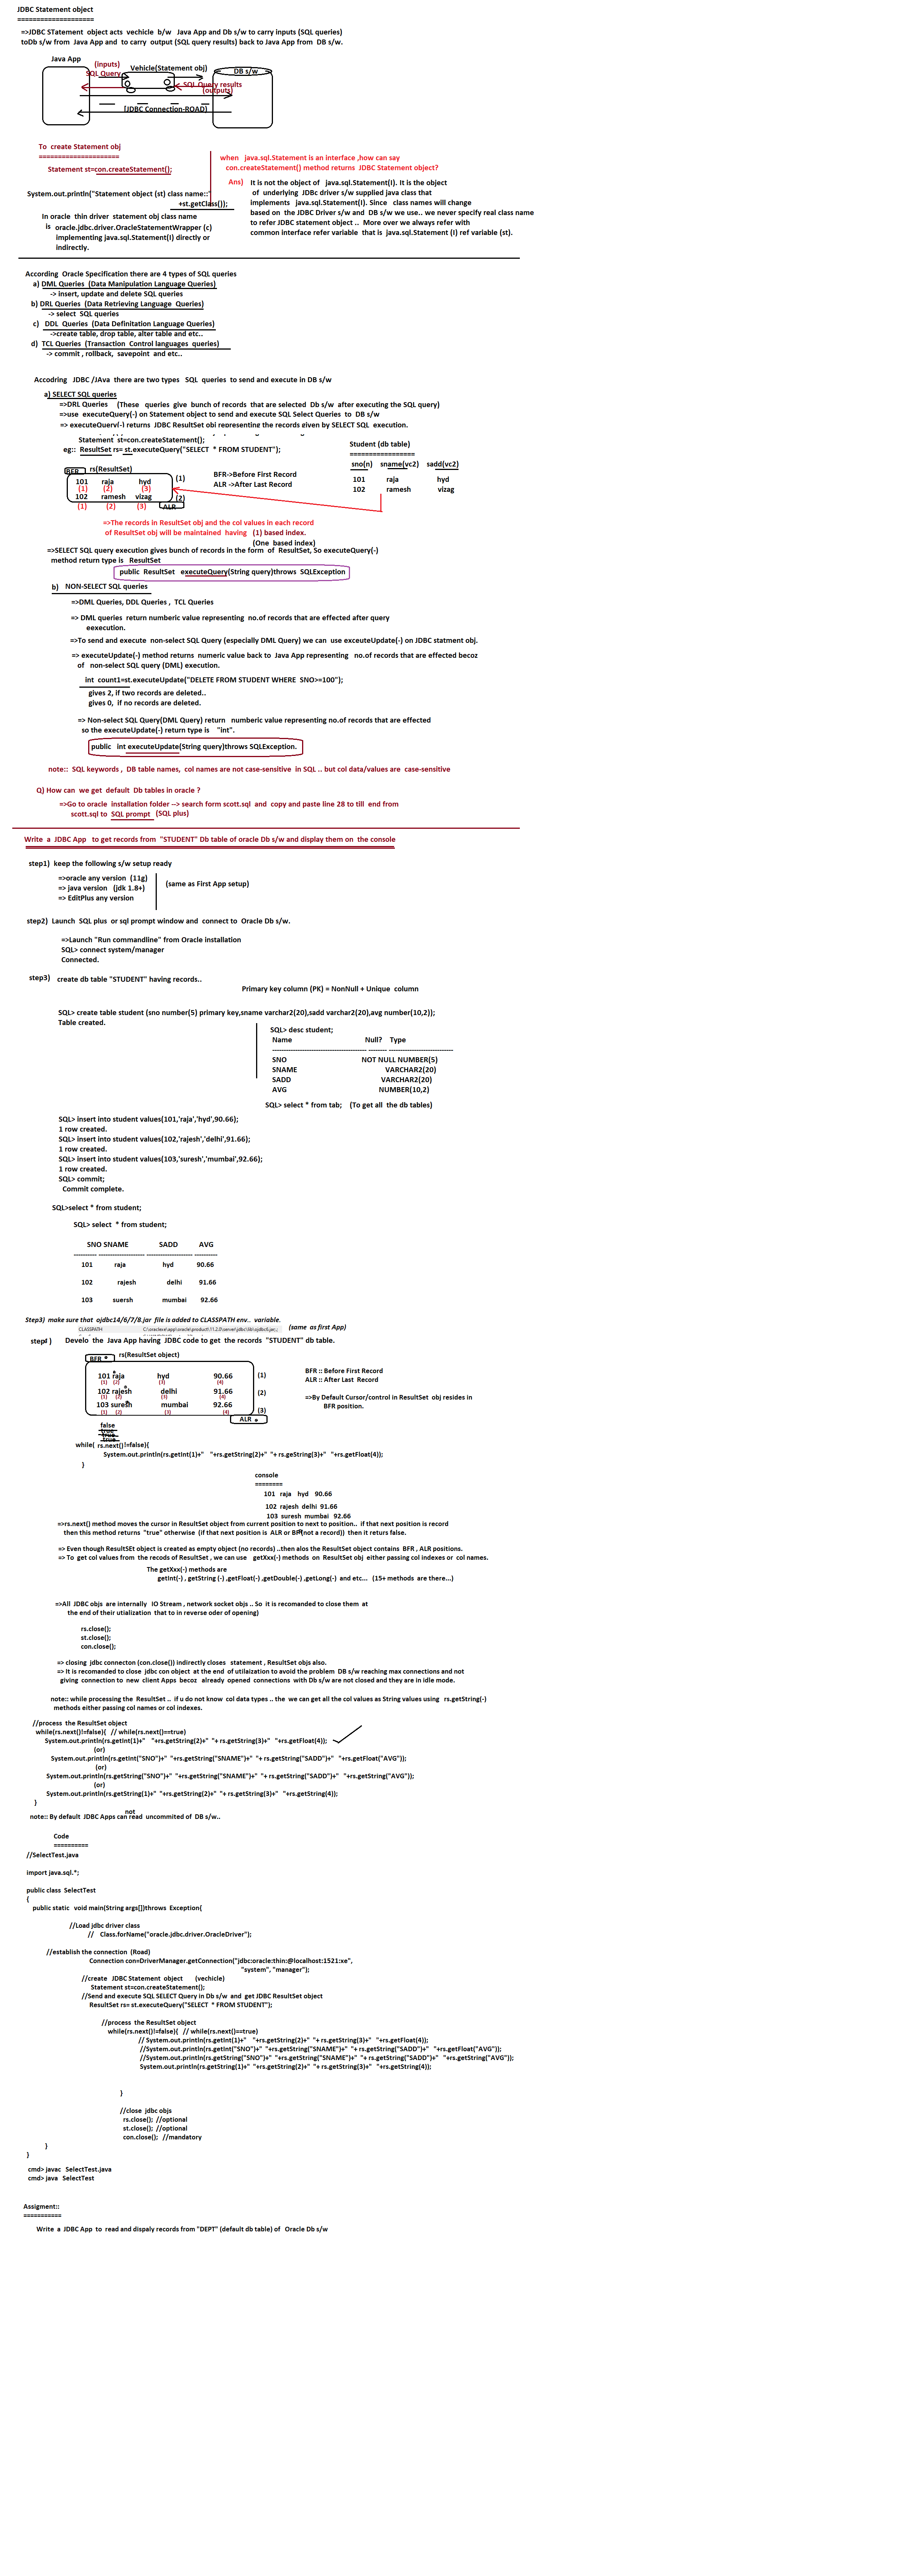 JDBC Statement object
====================
=>JDBC STatement object acts vechicle b/w Java App and Db s/w to carry inputs (SQL queries)
toDb s/w from Java App and to carry output (SQL query results) back to Java App from DB s/w.
Java App
(inputs)
SQL Query
Vehicle(Statement obj)
DB s/w
SQL Query results
(outputs)
(JDBC Connection-ROAD)
To create Statement obj
=====================
Statement st=con.createStatement();
System.out.println("Statement object (st) class name::"
+st.getClass());
In oracle thin driver statement obj class name
is oracle.jdbc.driver.OracleStatementWrapper (c)
implementing java.sql.Statement(I) directly or
indirectly.
when java.sql.Statement is an interface ,how can say
con.createStatement() method returns JDBC Statement object?
Ans) It is not the object of java.sql.Statement(I). It is the object
of underlying JDBc driver s/w supplied java class that
implements java.sql.Statement(I). Since class names will change
based on the JDBC Driver s/w and DB s/w we use.. we never specify real class name
to refer JDBC statement object .. More over we always refer with
common interface refer variable that is java.sql.Statement (I) ref variable (st).
According Oracle Specification there are 4 types of SQL queries
a) DML Queries (Data Manipulation Language Queries)
-> insert, update and delete SQL queries
b) DRL Queries (Data Retrieving Language Queries)
-> select SQL queries
c) DDL Queries (Data Definitation Language Queries)
->create table, drop table, alter table and etc..
d) TCL Queries (Transaction Control languages queries)
-> commit , rollback, savepoint and etc..
Accodring JDBC /JAva there are two types SQL queries to send and execute in DB s/w
a) SELECT SQL queries
=>DRL Queries (These queries give bunch of records that are selected Db s/w after executing the SQL query)
=>use executeQuery(-) on Statement object to send and execute SQL Select Queries to DB s/w
=> executeQuery(-) returns JDBC ResultSet obj representing the records given by SELECT SQL execution.
Statement st=con.createStatement();
eg:: ResultSet rs= st.executeQuery("SELECT * FROM STUDENT");
Student (db table)
=================
sno(n) sname(vc2) sadd(vc2)
101 raja hyd
102 ramesh vizag
BFR rs(ResultSet)
101 raja hyd (1)
(1) (2) (3)
102 ramesh vizag (2)
(1) (2) (3) ALR
BFR->Before First Record
ALR ->After Last Record
=>The records in ResultSet obj and the col values in each record
of ResultSet obj will be maintained having (1) based index.
(One based index)
=>SELECT SQL query execution gives bunch of records in the form of ResultSet, So executeQuery(-)
method return type is ResultSet
public ResultSet executeQuery(String query)throws SQLException
b) NON-SELECT SQL queries
=>DML Queries, DDL Queries , TCL Queries
=> DML queries return numberic value representing no.of records that are effected after query
eexecution.
=>To send and execute non-select SQL Query (especially DML Query) we can use exceuteUpdate(-) on JDBC statment obj.
=> executeUpdate(-) method returns numeric value back to Java App representing no.of records that are effected becoz
of non-select SQL query (DML) execution.
int count1=st.executeUpdate("DELETE FROM STUDENT WHERE SNO>=100");
gives 2, if two records are deleted..
gives 0, if no records are deleted.
=> Non-select SQL Query(DML Query) return numberic value representing no.of records that are effected
so the executeUpdate(-) return type is "int".
public int executeUpdate(String query)throws SQLException.
note:: SQL keywords , DB table names, col names are not case-sensitive in SQL .. but col data/values are case-sensitive
Q) How can we get default Db tables in oracle ?
=>Go to oracle installation folder --> search form scott.sql and copy and paste line 28 to till end from
scott.sql to SQL prompt (SQL plus)
Write a JDBC App to get records from "STUDENT" Db table of oracle Db s/w and display them on the console
step1) keep the following s/w setup ready
=>oracle any version (11g)
=> java version (jdk 1.8+)
=> EditPlus any version
(same as First App setup)
step2) Launch SQL plus or sql prompt window and connect to Oracle Db s/w.
=>Launch "Run commandline" from Oracle installation
SQL> connect system/manager
Connected.
step3) create db table "STUDENT" having records..
Primary key column (PK) = NonNull + Unique column
SQL> create table student (sno number(5) primary key,sname varchar2(20),sadd varchar2(20),avg number(10,2));
Table created.
SQL> desc student;
Name Null? Type
----------------------------------------- -------- ----------------------------
SNO NOT NULL NUMBER(5)
SNAME VARCHAR2(20)
SADD VARCHAR2(20)
AVG NUMBER(10,2)
SQL> select * from tab; (To get all the db tables)
SQL> insert into student values(101,'raja','hyd',90.66);
1 row created.
SQL> insert into student values(102,'rajesh','delhi',91.66);
1 row created.
SQL> insert into student values(103,'suresh','mumbai',92.66);
1 row created.
SQL> commit;
Commit complete.
SQL>select * from student;
SQL> select * from student;
SNO SNAME SADD AVG
---------- -------------------- -------------------- ----------
101 raja hyd 90.66
102 rajesh delhi 91.66
103 suersh mumbai 92.66
Step3) make sure that ojdbc14/6/7/8.jar file is added to CLASSPATH env.. variable.
CLASSPATH C:\oraclexe\app\oracle\product\11.2.0\server\jdbc\lib\ojdbc6.jar;.;
(same as first App)
step4 ) Develo the Java App having JDBC code to get the records "STUDENT" db table.
BFR rs(ResultSet object)
101 raja hyd 90.66 (1)
(1) (2) (3) (4)
102 rajesh delhi 91.66 (2)
(1) (2) (3) (4)
103 suresh mumbai 92.66 (3)
(1) (2) (3) (4)
ALR
BFR :: Before First Record
ALR :: After Last Record
=>By Default Cursor/control in ResultSet obj resides in
BFR position.
false
true
true
true
while( rs.next()!=false){
System.out.println(rs.getInt(1)+" "+rs.getString(2)+" "+ rs.geString(3)+" "+rs.getFloat(4));
}
console
========
101 raja hyd 90.66
102 rajesh delhi 91.66
103 suresh mumbai 92.66
=>rs.next() method moves the cursor in ResultSet object from current position to next to position.. if that next position is record
then this method returns "true" otherwise (if that next position is ALR or BFR(not a record)) then it returs false.
=> Even though ResultSEt object is created as empty object (no records) ..then alos the ResultSet object contains BFR , ALR positions.
=> To get col values from the recods of ResultSet , we can use getXxx(-) methods on ResultSet obj either passing col indexes or col names.
The getXxx(-) methods are
getInt(-) , getString (-) ,getFloat(-) ,getDouble(-) ,getLong(-) and etc... (15+ methods are there...)
=>All JDBC objs are internally IO Stream , network socket objs .. So it is recomanded to close them at
the end of their utialization that to in reverse oder of opening)
rs.close();
st.close();
con.close();
=> closing jdbc connecton (con.close()) indirectly closes statement , ResultSet objs also.
=> It is recomanded to close jdbc con object at the end of utilaization to avoid the problem DB s/w reaching max connections and not
giving connection to new client Apps becoz already opened connections with Db s/w are not closed and they are in idle mode.
note:: while processing the ResultSet .. if u do not know col data types .. the we can get all the col values as String values using rs.getString(-)
methods either passing col names or col indexes.
//process the ResultSet object
while(rs.next()!=false){ // while(rs.next()==true)
System.out.println(rs.getInt(1)+" "+rs.getString(2)+" "+ rs.getString(3)+" "+rs.getFloat(4));
(or)
System.out.println(rs.getInt("SNO")+" "+rs.getString("SNAME")+" "+ rs.getString("SADD")+" "+rs.getFloat("AVG"));
(or)
System.out.println(rs.getString("SNO")+" "+rs.getString("SNAME")+" "+ rs.getString("SADD")+" "+rs.getString("AVG"));
(or)
System.out.println(rs.getString(1)+" "+rs.getString(2)+" "+ rs.getString(3)+" "+rs.getString(4));
}
not
note:: By default JDBC Apps can read uncommited of DB s/w..
Code
==========
//SelectTest.java
import java.sql.*;
public class SelectTest
{
public static void main(String args[])throws Exception{
//Load jdbc driver class
// Class.forName("oracle.jdbc.driver.OracleDriver");
//establish the connection (Road)
Connection con=DriverManager.getConnection("jdbc:oracle:thin:@localhost:1521:xe",
"system", "manager");
//create JDBC Statement object (vechicle)
Statement st=con.createStatement();
//Send and execute SQL SELECT Query in Db s/w and get JDBC ResultSet object
ResultSet rs= st.executeQuery("SELECT * FROM STUDENT");
//process the ResultSet object
while(rs.next()!=false){ // while(rs.next()==true)
// System.out.println(rs.getInt(1)+" "+rs.getString(2)+" "+ rs.getString(3)+" "+rs.getFloat(4));
//System.out.println(rs.getInt("SNO")+" "+rs.getString("SNAME")+" "+ rs.getString("SADD")+" "+rs.getFloat("AVG"));
//System.out.println(rs.getString("SNO")+" "+rs.getString("SNAME")+" "+ rs.getString("SADD")+" "+rs.getString("AVG"));
System.out.println(rs.getString(1)+" "+rs.getString(2)+" "+ rs.getString(3)+" "+rs.getString(4));
}
//close jdbc objs
rs.close(); //optional
st.close(); //optional
con.close(); //mandatory
}
}
cmd> javac SelectTest.java
cmd> java SelectTest
Assigment::
===========
Write a JDBC App to read and dispaly records from "DEPT" (default db table) of Oracle Db s/w